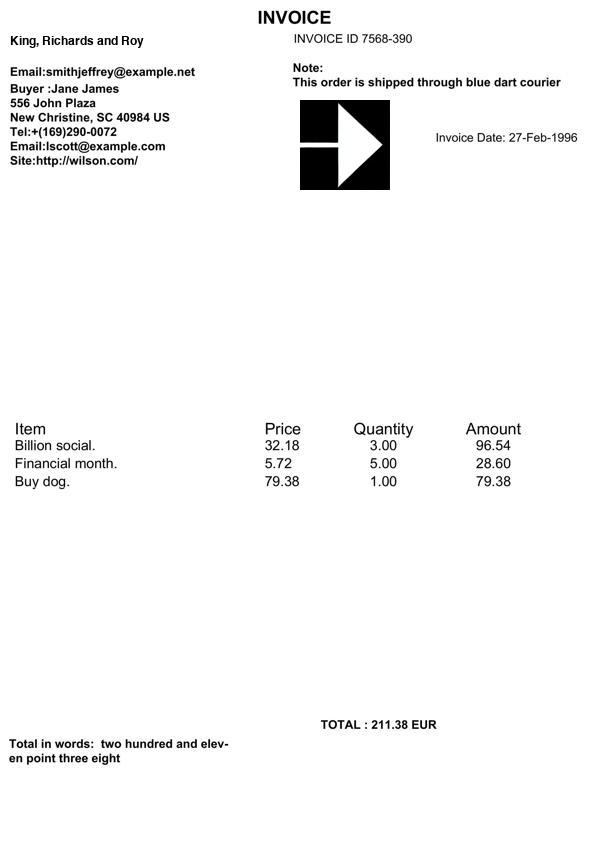 INVOICE
King, Richards and Roy
INVOICE ID 7568-390
Email:smithjeffrey@example.net
Buyer :Jane James
556 John Plaza
New Christine, SC 40984 US
Tel:+(169)290-0072
Email:lscott@example.com
Site:http://wilson.com/
Note:
This order is shipped through blue dart courier
Invoice Date: 27-Feb-1996
Item Price Quantity Amount
Billion social. 32.18 3.00 96.54
Financial month. 5.72 5.00 28.60
Buy dog. 79.38 1.00 79.38
TOTAL : 211.38 EUR
Total in words: two hundred and elev-
en point three eight